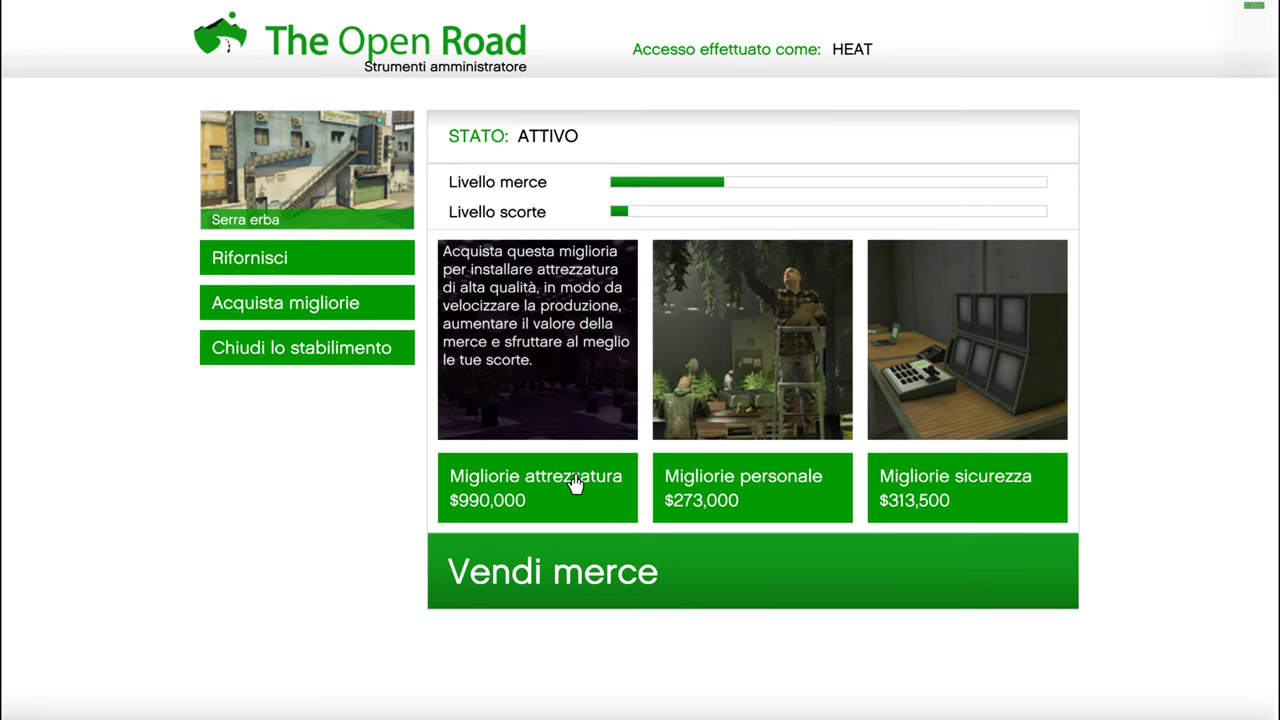 The Open Road
Strumenti amministratore
Accesso effettuato come: HEAT
Serra erba
Rifornisci
Acquista migliorie
Chiudi lo stabilimento
STATO: ATTIVO
Livello merce
Livello scorte
Acquista questa miglioria
per installare attrezzatura
di alta qualità, in modo da
velocizzare la produzione,
aumentare il valore della
merce e sfruttare al meglio
le tue scorte.
Migliorie attrezzatura
$990,000
Migliorie personale
$273,000
Migliorie sicurezza
$313,500
Vendi merce